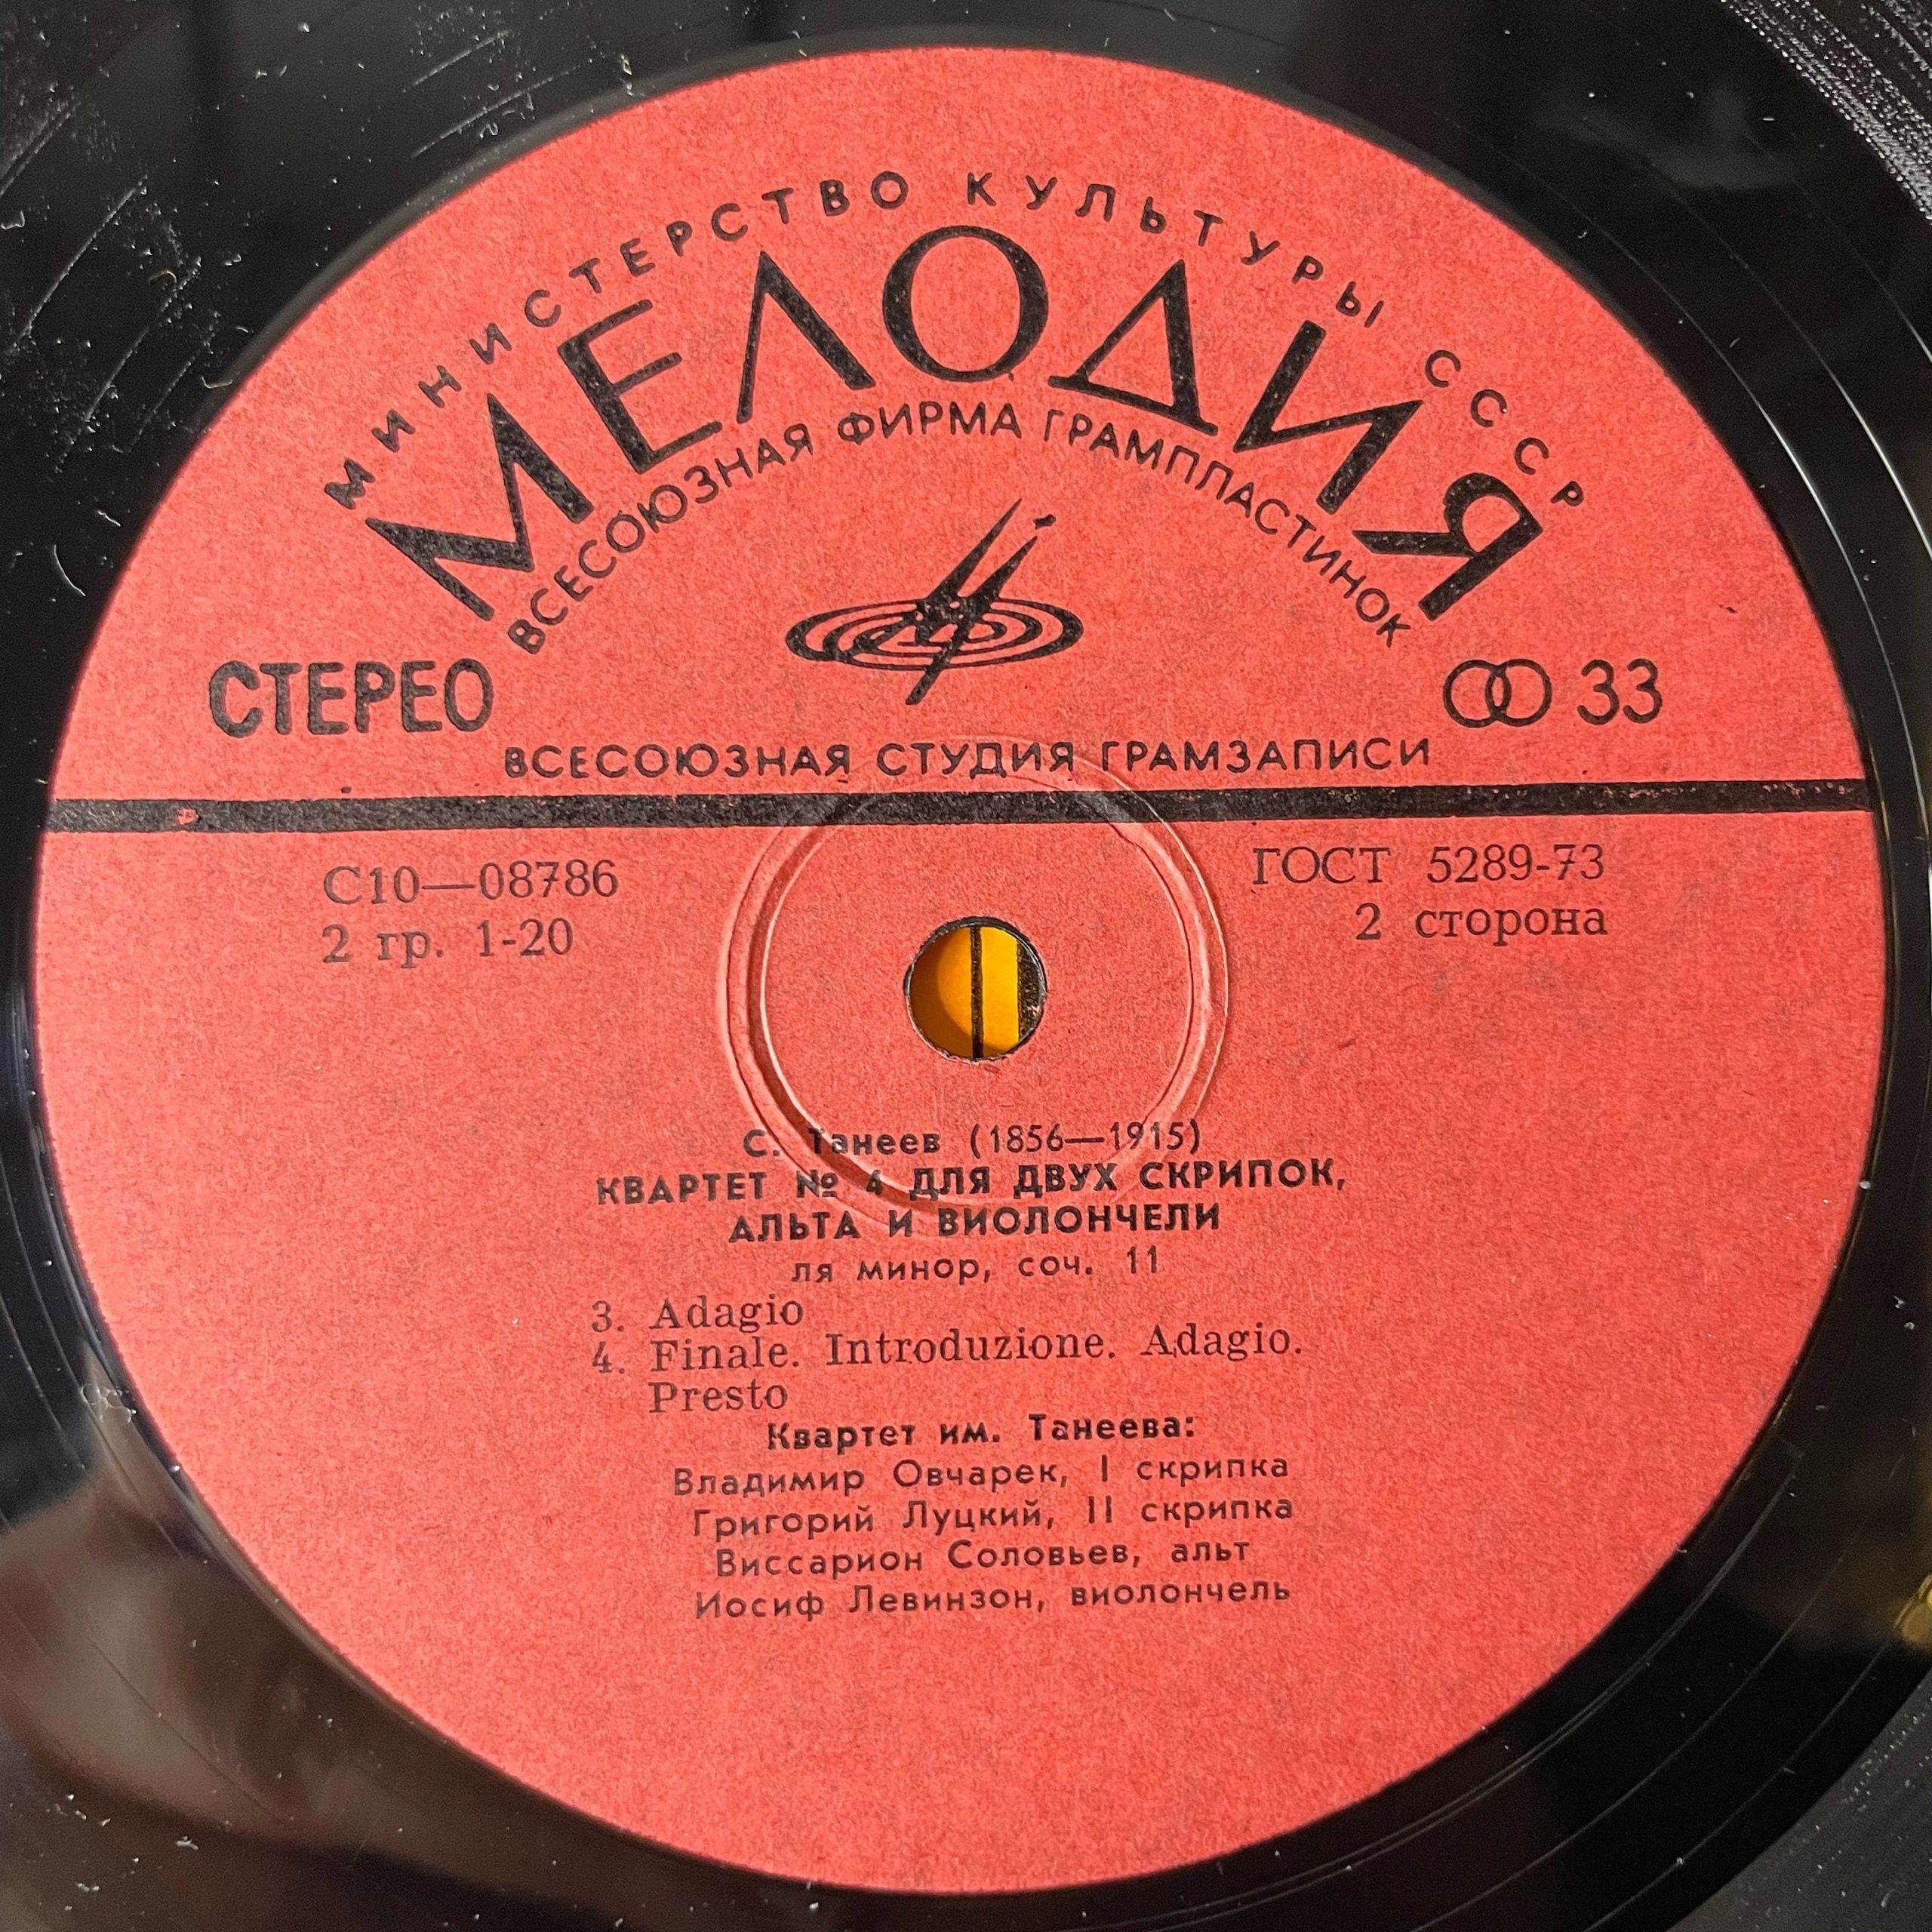 МИНИСТЕРСТВО КУЛЬТУРЫ СССР
МЕЛОДИЯ
ВСЕСОЮЗНАЯ ФИРМА ГРАМПЛАСТИНОК
СТЕРЕО
33
ВСЕСОЮЗНАЯ СТУДИЯ ГРАМЗАПИСИ
С10—08786
ГОСТ 5289-73
2 гр. 1-20
2 сторона
С. Танеев (1856—1915)
КВАРТЕТ № 4 ДЛЯ ДВУХ СКРИПОК,
АЛЬТА И ВИОЛОНЧЕЛИ
ля минор, соч. 11
3. Adagio
4. Finale. Introduzione. Adagio.
Presto
Квартет им. Танеева:
Владимир Овчарек, I скрипка
Григорий Луцкий, II скрипка
Виссарион Соловьев, альт
Иосиф Левинзон, виолончель